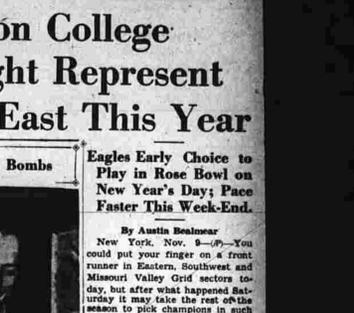 on College
ght Represent
East This Year
Bombs
Eagles Early Choice to
Play in Rose Bowl on
New Year's Day; Pace
Faster This Week-End.
By Austin Bealmear
New York, Nov. 9—(AP)—You
could put your finger on a front
runner in Eastern, Southwest and
Missouri Valley Grid sectors to-
day, but after what happened Sat-
urday it may take the rest of the
season to pick champions in such